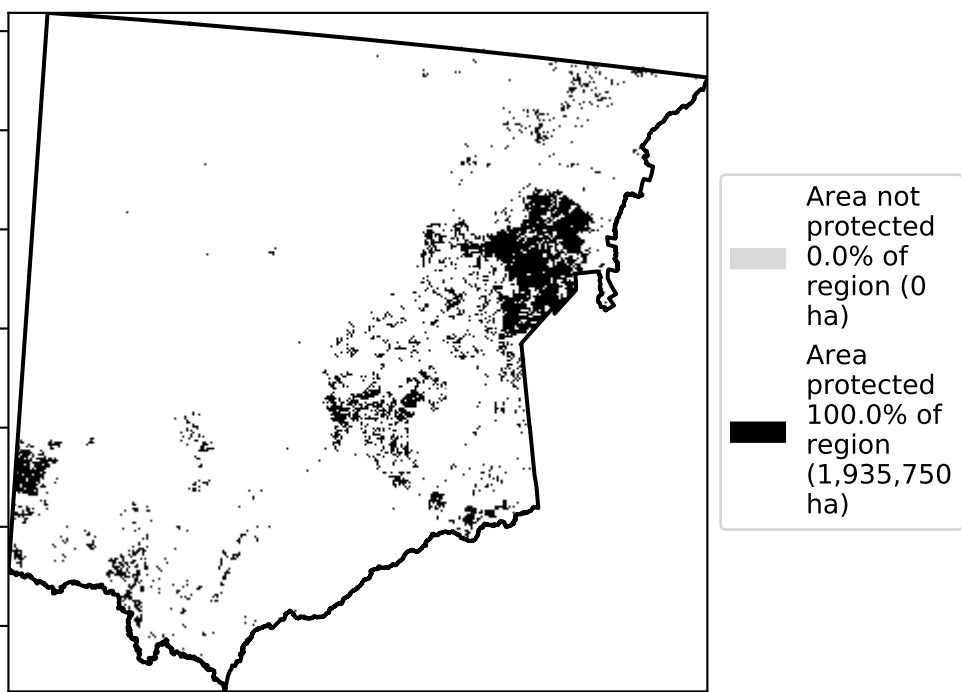 Area not
protected
0.0% of
region (0
ha)
Area
protected
100.0% of
region
(1,935,750
ha)